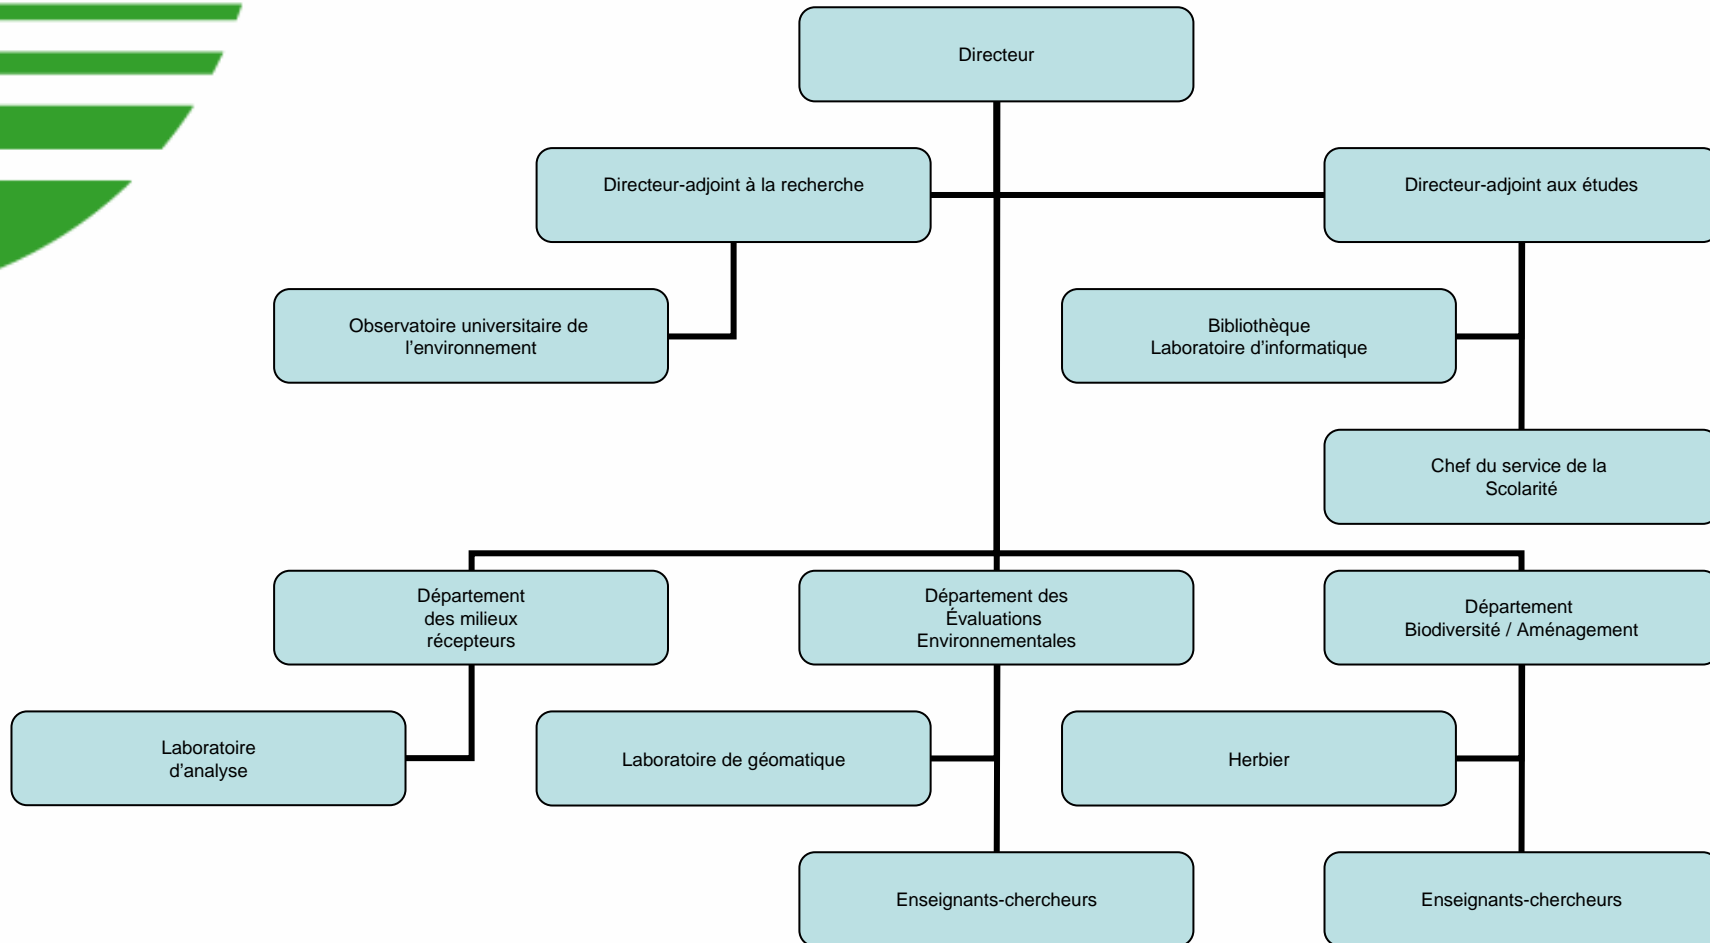 Directeur
Directeur-adjoint à la recherche
Directeur-adjoint aux études
Observatoire universitaire de
l’environnement
Bibliothèque
Laboratoire d’informatique
Chef du service de la
Scolarité
Département
des milieux
récepteurs
Département des
Évaluations
Environnementales
Département
Biodiversité / Aménagement
Laboratoire
d’analyse
Laboratoire de géomatique
Herbier
Enseignants-chercheurs
Enseignants-chercheurs